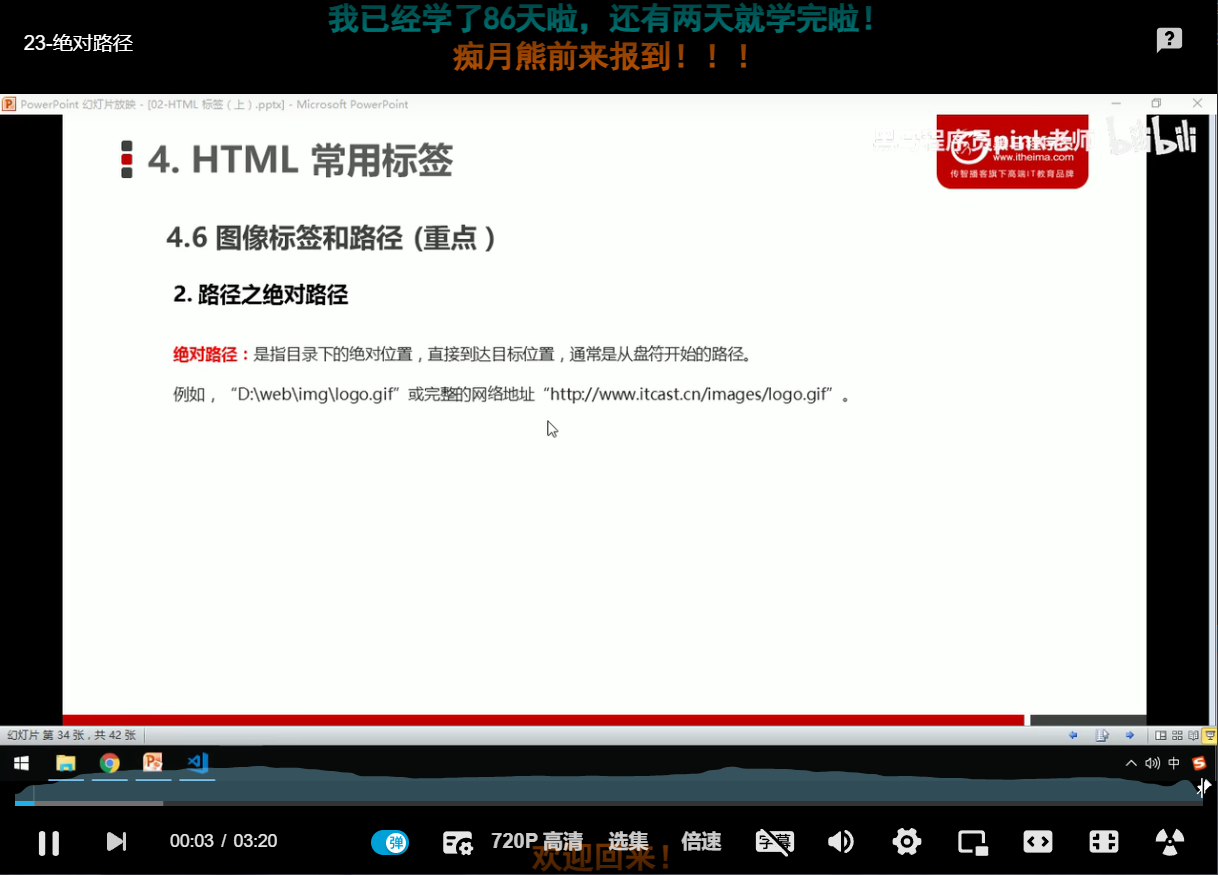 我已经学了86天啦，还有两天就学完啦！
23-绝对路径
痴月熊前来报到！！！
PowerPoint 幻灯片放映 - [02-HTML 标签（上）.pptx] - Microsoft PowerPoint
4. HTML 常用标签
程序员pink老师
bilibili
www.itheima.com
传智播客旗下高端IT教育品牌
4.6 图像标签和路径 (重点 )
2. 路径之绝对路径
绝对路径：是指目录下的绝对位置，直接到达目标位置，通常是从盘符开始的路径。
例如，“D:\web\img\logo.gif”或完整的网络地址“http://www.itcast.cn/images/logo.gif”。
幻灯片 第 34 张，共 42 张
中
00:03 / 03:20
弹
720P 高清
选集
倍速
字幕
欢迎回来！